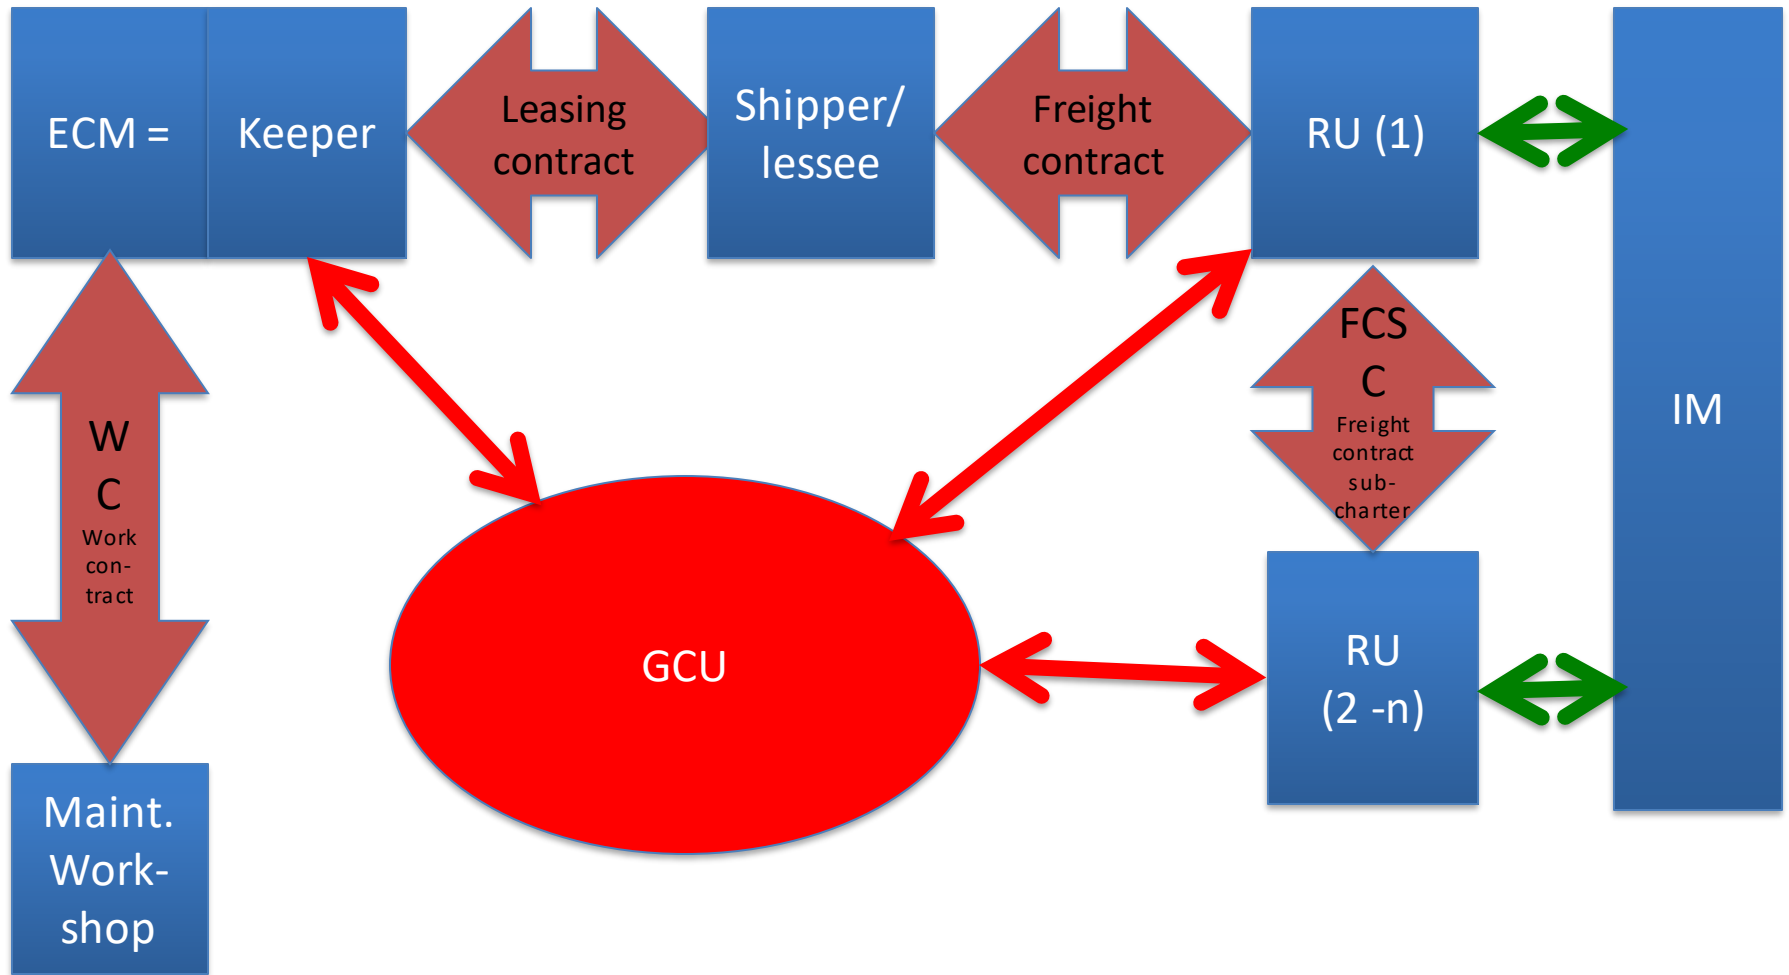 ECM =
Keeper
Leasing
contract
Shipper/
lessee
Freight
contract
RU (1)
FCS
C
Freight
contract
sub-
charter
IM
W
C
Work
con-
tract
GCU
RU
(2 -n)
Maint.
Work-
shop